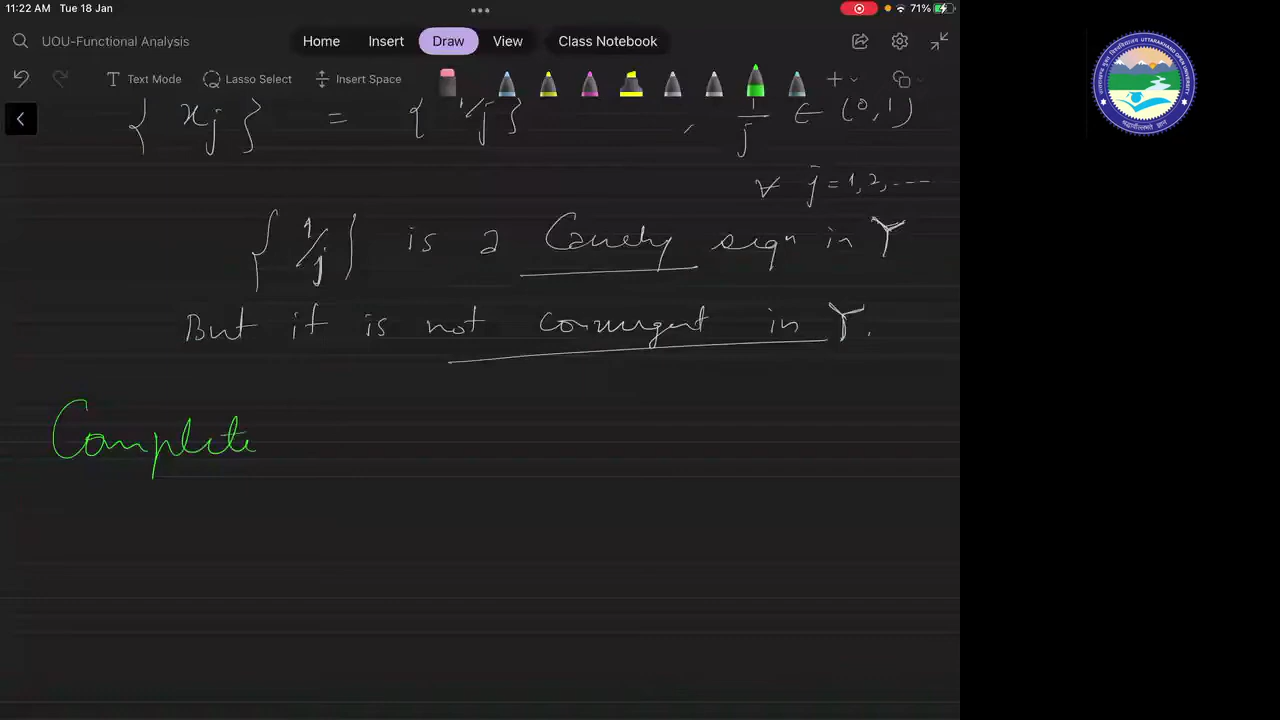 11:22 AM Tue 18 Jan
71%
UOU-Functional Analysis
Home Insert Draw View Class Notebook
Text Mode Lasso Select Insert Space
{ xj } = { 1/j } , 1/j ∈ (0,1)
∀ j = 1, 2, ----
{ 1/j } is a Cauchy seqn in Y
But it is not convergent in Y.
Complete